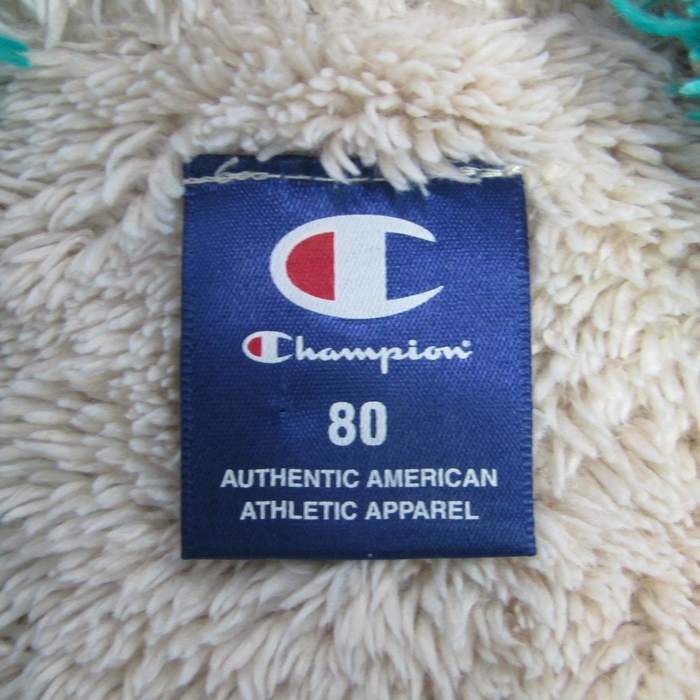 Champion
80
AUTHENTIC AMERICAN
ATHLETIC APPAREL